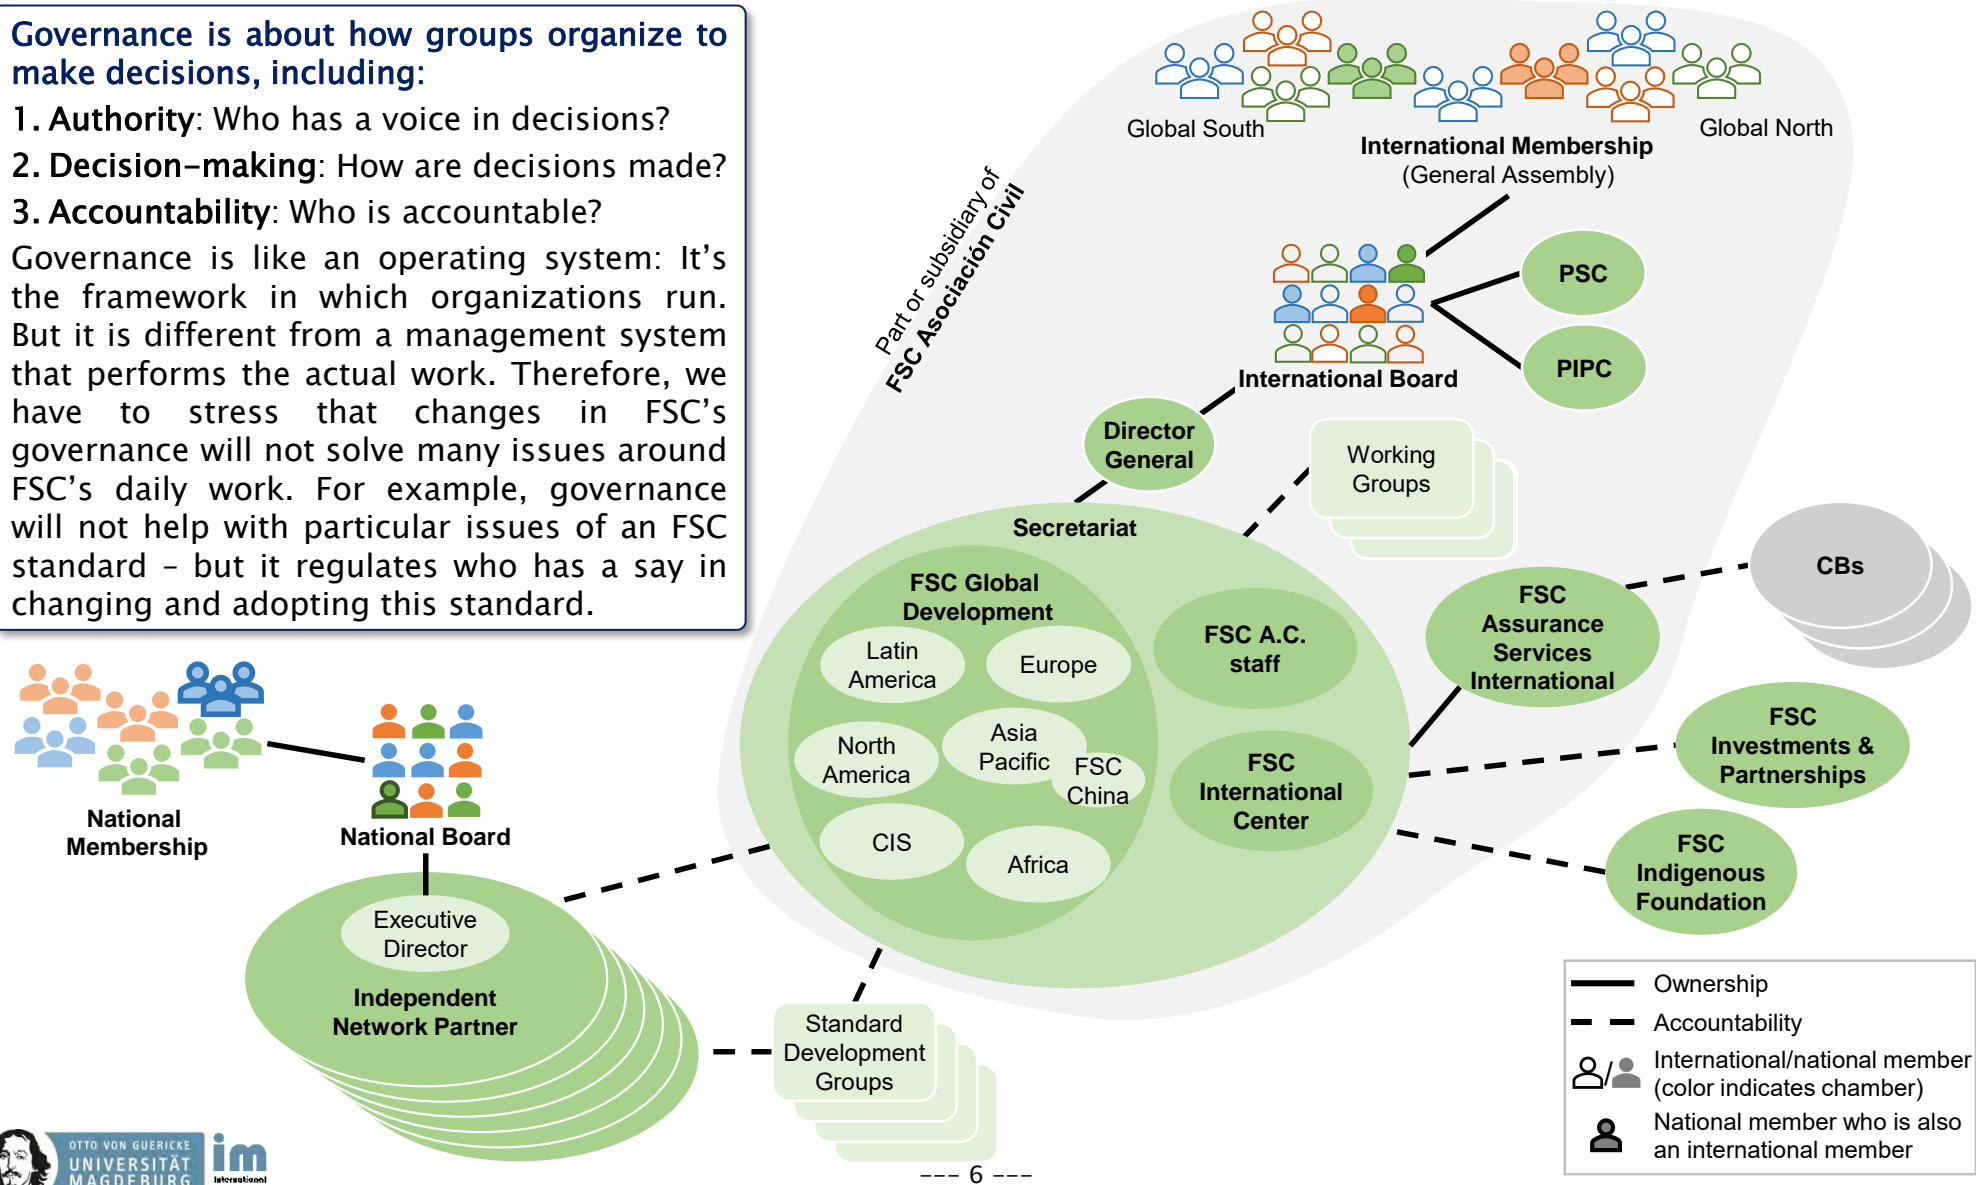 Governance is about how groups organize to
make decisions, including:
1. Authority: Who has a voice in decisions?
2. Decision-making: How are decisions made?
3. Accountability: Who is accountable?
Governance is like an operating system: It's
the framework in which organizations run.
But it is different from a management system
that performs the actual work. Therefore, we
have to stress that changes in FSC's
governance will not solve many issues around
FSC's daily work. For example, governance
will not help with particular issues of an FSC
standard – but it regulates who has a say in
changing and adopting this standard.
Global South
Global North
International Membership
(General Assembly)
Part or subsidiary of
FSC Asociación Civil
PSC
PIPC
International Board
Director
General
Working
Groups
Secretariat
FSC Global
Development
Latin
America
Europe
North
America
Asia
Pacific
FSC
China
CIS
Africa
FSC A.C.
staff
FSC
International
Center
FSC
Assurance
Services
International
CBs
FSC
Investments &
Partnerships
FSC
Indigenous
Foundation
National
Membership
National Board
Executive
Director
Independent
Network Partner
Standard
Development
Groups
Ownership
Accountability
International/national member
(color indicates chamber)
National member who is also
an international member
OTTO VON GUERICKE
UNIVERSITÄT
MAGDEBURG
im
International
--- 6 ---